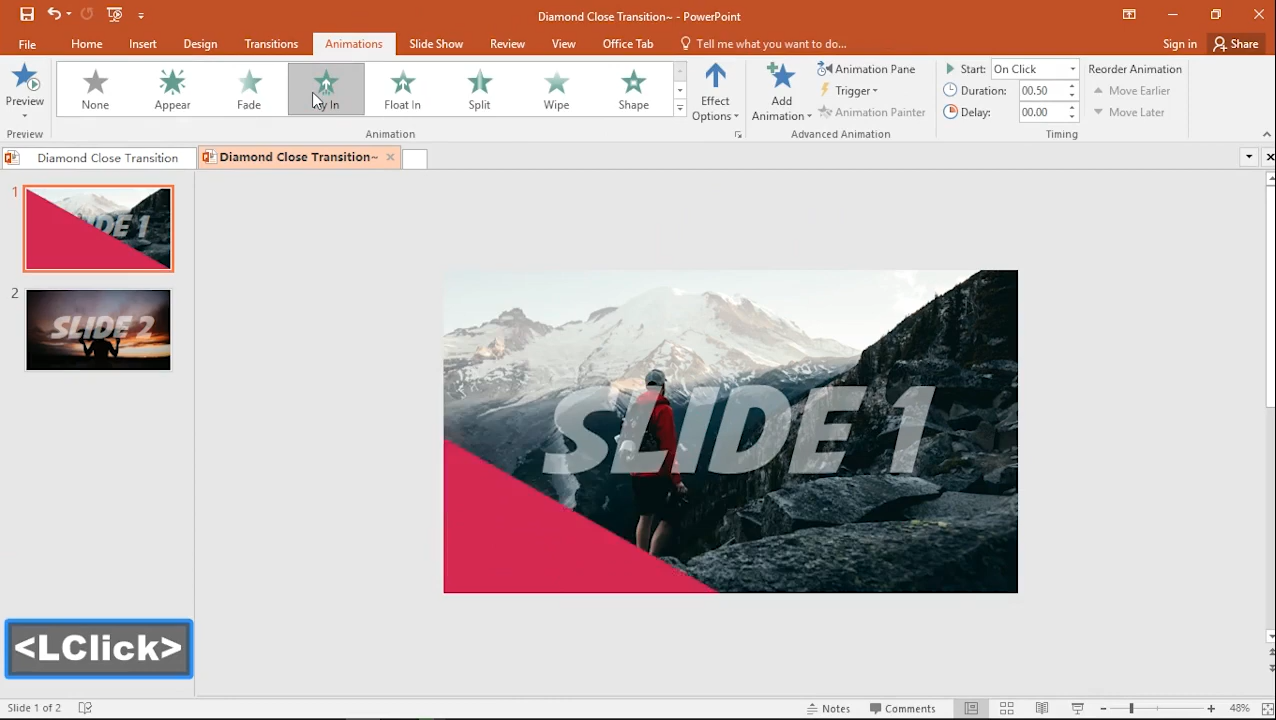 Diamond Close Transition~ - PowerPoint
File Home Insert Design Transitions Animations Slide Show Review View Office Tab Tell me what you want to do... Sign in Share
Preview
None Appear Fade Float In Split Wipe Shape
Effect Options
Add Animation
Animation Pane
Trigger
Animation Painter
Start: On Click
Duration: 00.50
Delay: 00.00
Reorder Animation
Move Earlier
Move Later
Preview Animation Advanced Animation Timing
Diamond Close Transition Diamond Close Transition~
1
SLIDE 1
2
SLIDE 2
SLIDE 1
<LClick>
Slide 1 of 2 Notes Comments 48%